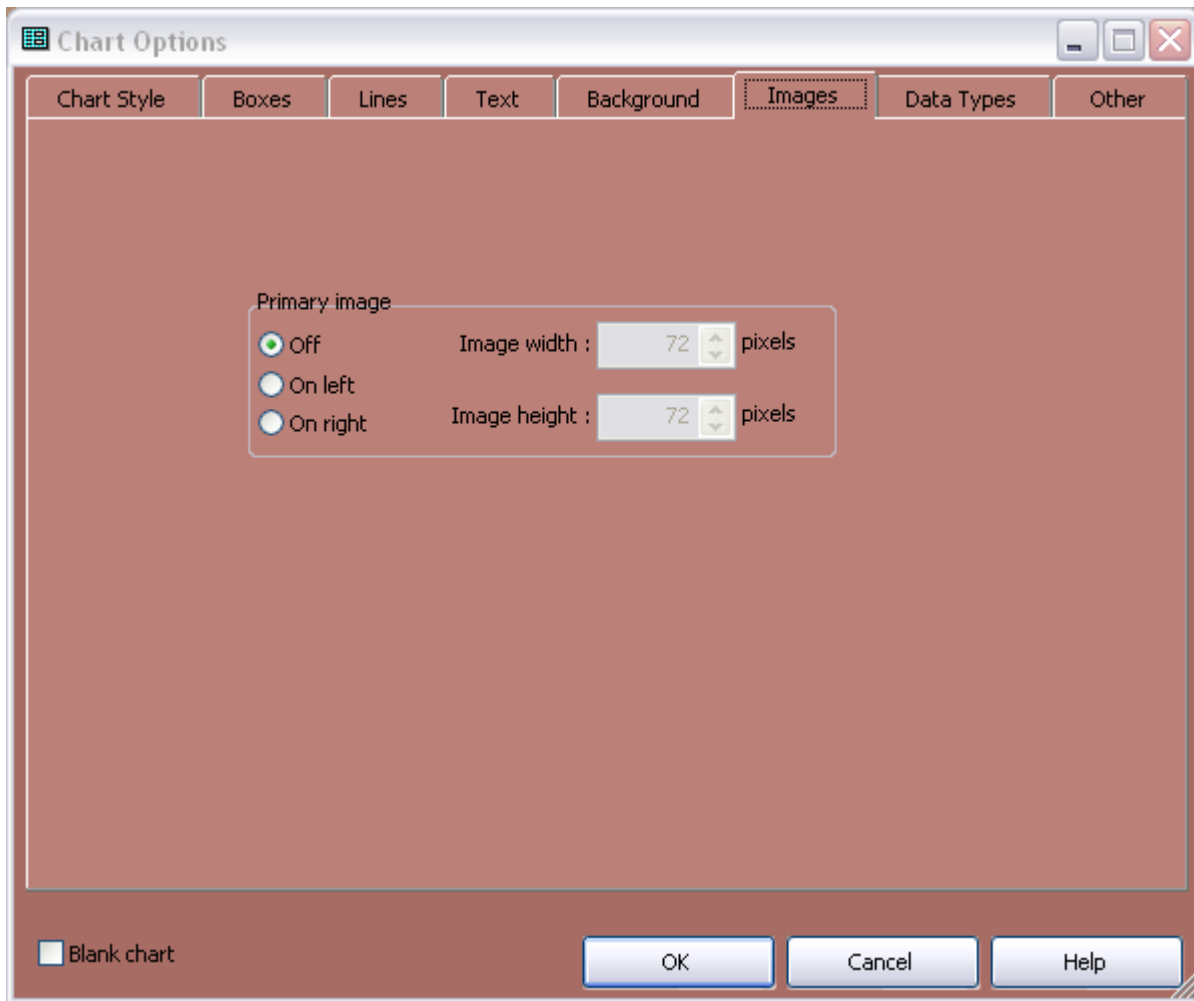 Chart Options
Chart Style Boxes Lines Text Background Images Data Types Other
Primary image
Off Image width : 72 pixels
On left
On right Image height : 72 pixels
Blank chart OK Cancel Help